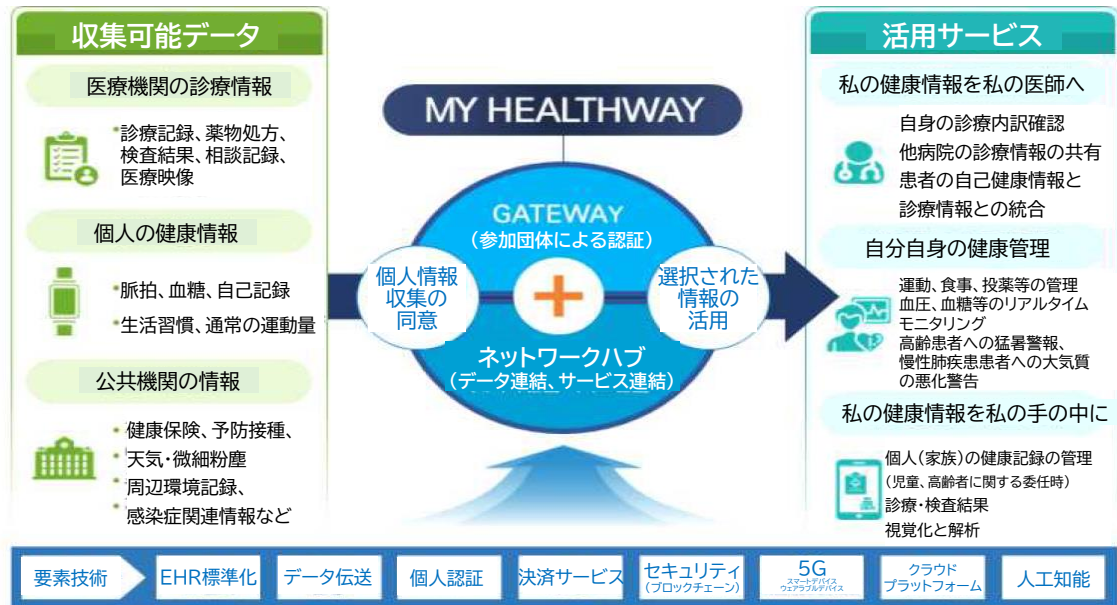 収集可能データ
医療機関の診療情報
・診療記録、薬物処方、
検査結果、相談記録、
医療映像
個人の健康情報
・脈拍、血糖、自己記録
・生活習慣、通常の運動量
公共機関の情報
・健康保険、予防接種、
・天気・微細粉塵
・周辺環境記録、
・感染症関連情報など
MY HEALTHWAY
GATEWAY
(参加団体による認証)
個人情報
収集の
同意
選択された
情報の
活用
ネットワークハブ
(データ連結、サービス連結)
活用サービス
私の健康情報を私の医師へ
自身の診療内訳確認
他病院の診療情報の共有
患者の自己健康情報と
診療情報との統合
自分自身の健康管理
運動、食事、投薬等の管理
血圧、血糖等のリアルタイム
モニタリング
高齢患者への猛暑警報、
慢性肺疾患患者への大気質
の悪化警告
私の健康情報を私の手の中に
個人(家族)の健康記録の管理
(児童、高齢者に関する委任時)
診療・検査結果
視覚化と解析
要素技術
EHR標準化
データ伝送
個人認証
決済サービス
セキュリティ
(ブロックチェーン)
5G
スマートデバイス
ウェアラブルデバイス
クラウド
プラットフォーム
人工知能